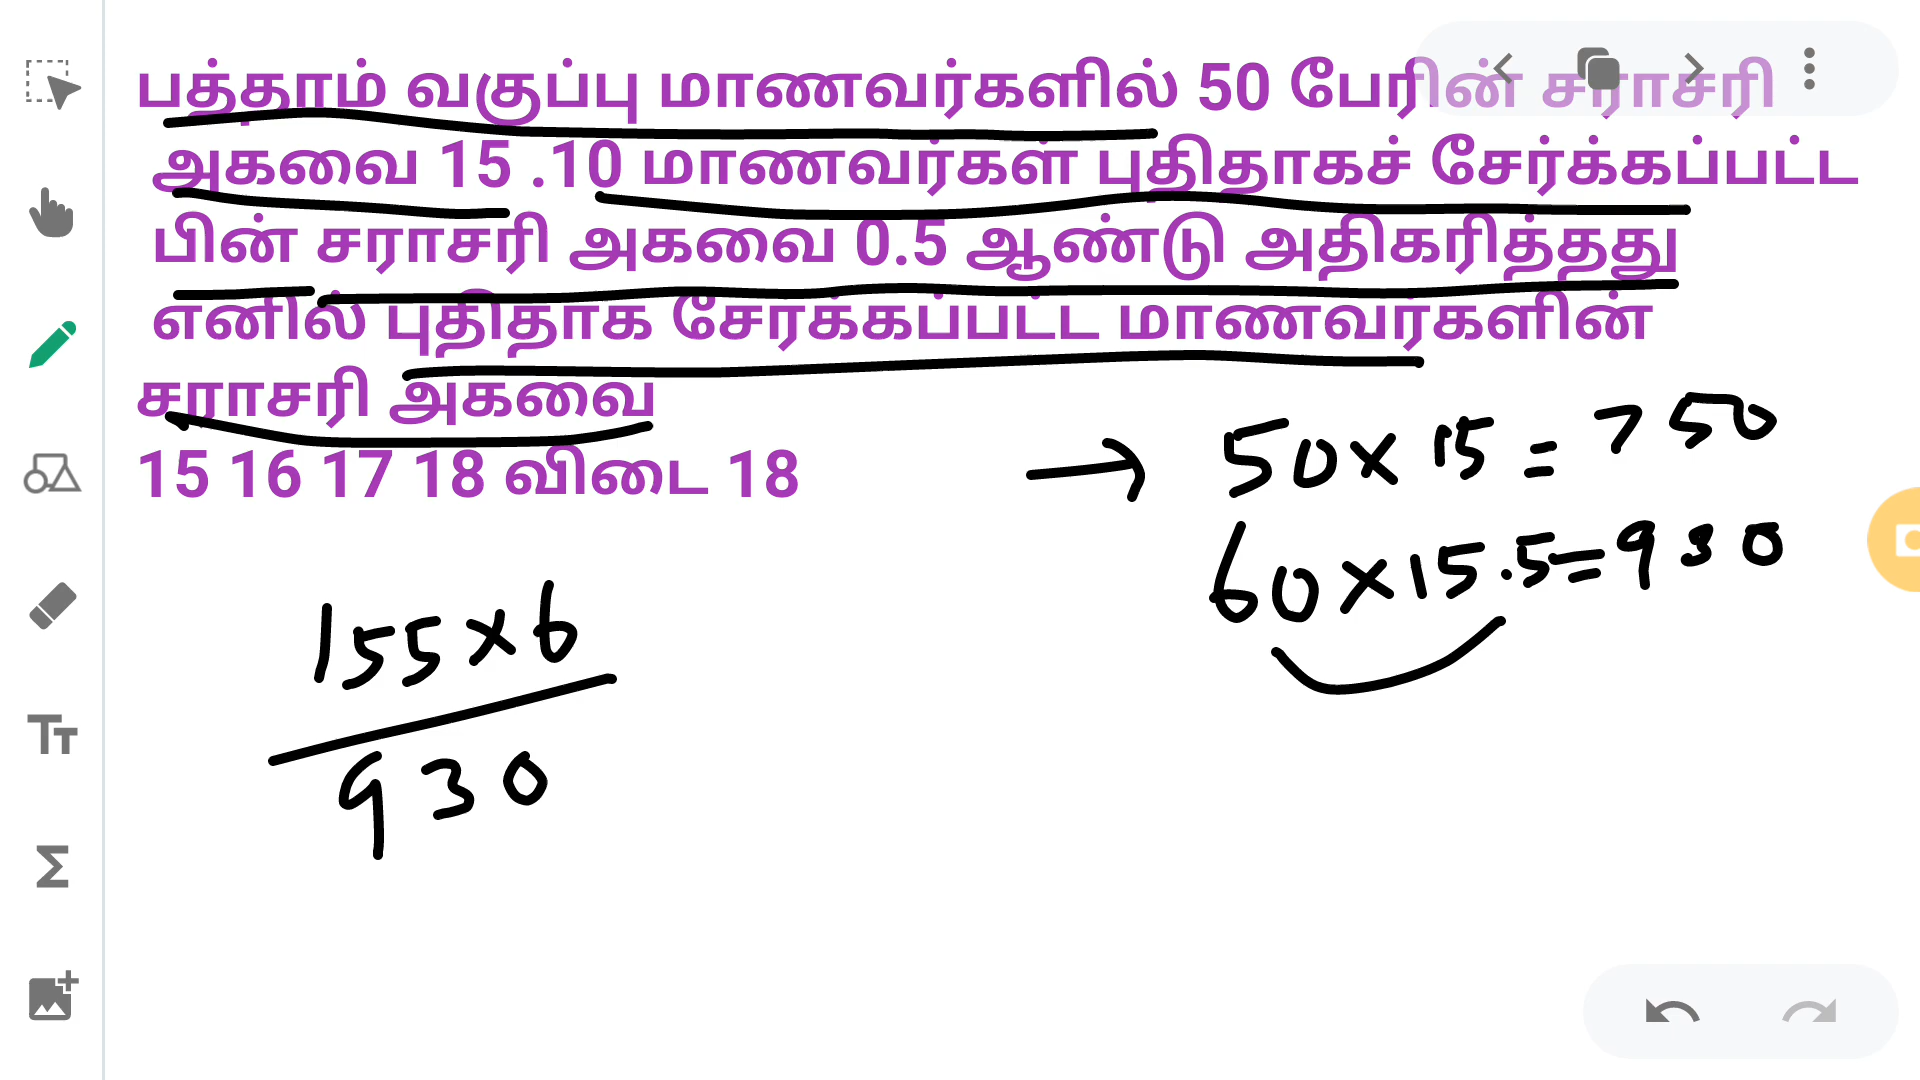 பத்தாம் வகுப்பு மாணவர்களில் 50 பேரின் சராசரி
அகவை 15 .10 மாணவர்கள் புதிதாகச் சேர்க்கப்பட்ட
பின் சராசரி அகவை 0.5 ஆண்டு அதிகரித்தது
எனில் புதிதாக சேர்க்கப்பட்ட மாணவர்களின்
சராசரி அகவை
15 16 17 18 விடை 18
→ 50 × 15 = 750
60 × 15.5 = 930
155 × 6
930
Tт
Σ